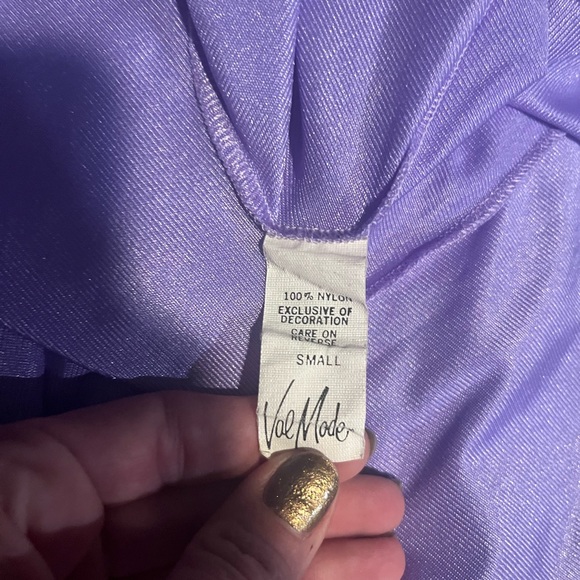 100% NYLON
EXCLUSIVE OF
DECORATION
CARE ON
REVERSE
SMALL
Val Mode